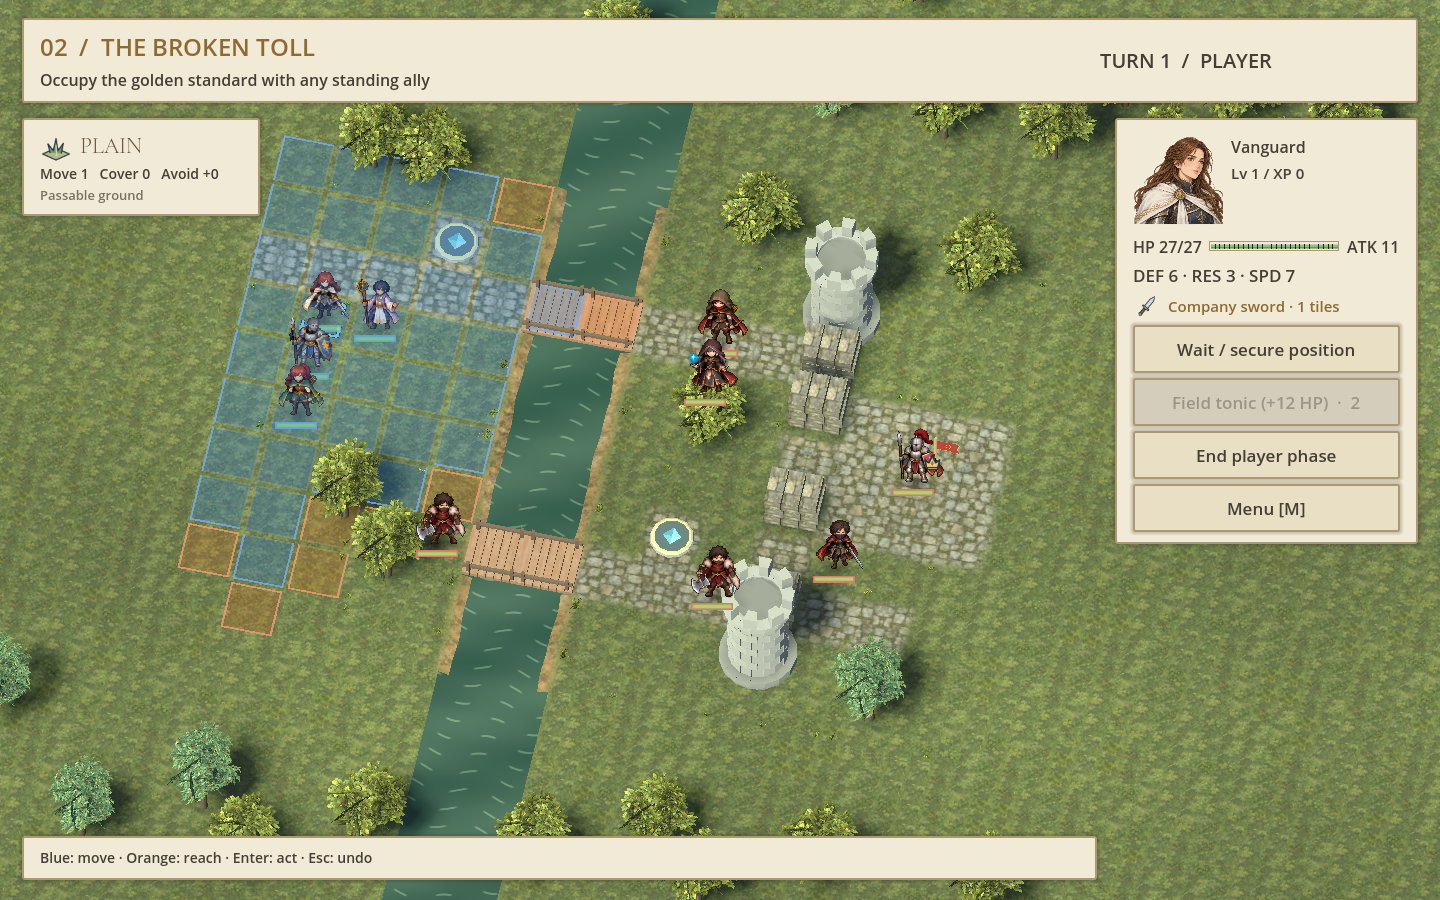 02 / THE BROKEN TOLL
Occupy the golden standard with any standing ally
TURN 1 / PLAYER
PLAIN
Move 1 Cover 0 Avoid +0
Passable ground
Vanguard
Lv 1 / XP 0
HP 27/27 ATK 11
DEF 6 · RES 3 · SPD 7
Company sword · 1 tiles
Wait / secure position
Field tonic (+12 HP) · 2
End player phase
Menu [M]
Blue: move · Orange: reach · Enter: act · Esc: undo